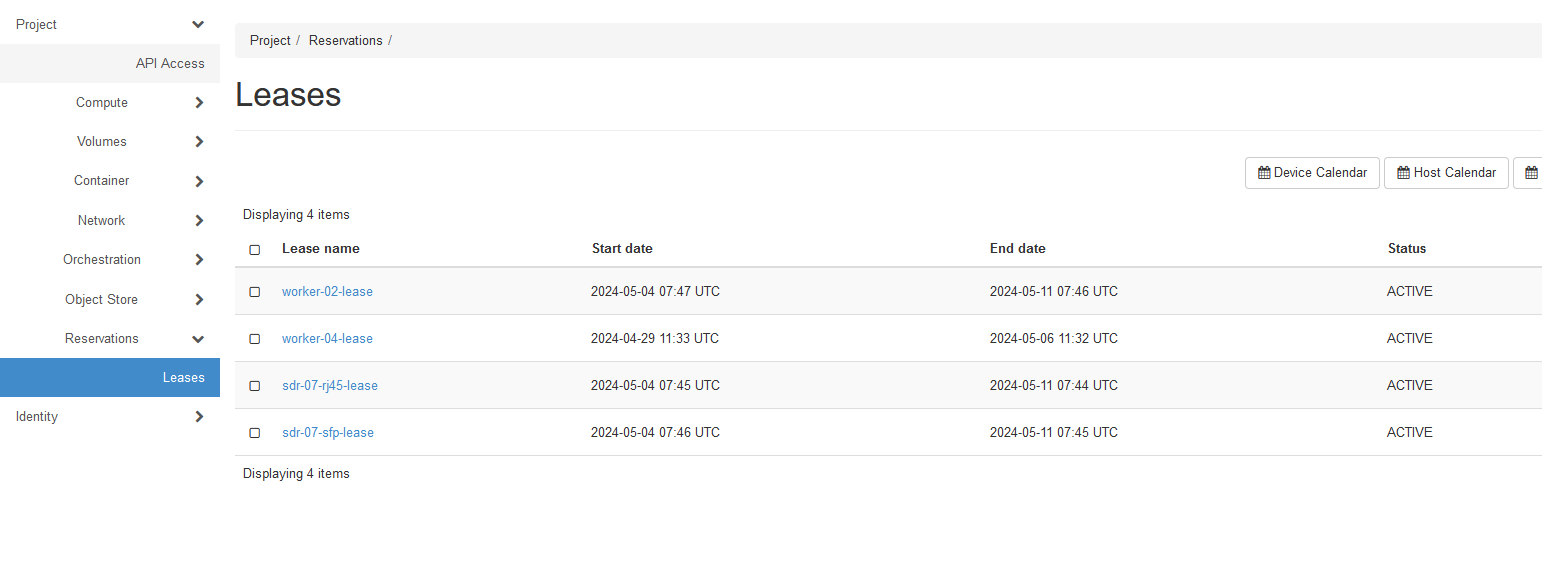 Project
API Access
Compute
Volumes
Container
Network
Orchestration
Object Store
Reservations
Leases
Identity
Project / Reservations /
Leases
Device Calendar Host Calendar
Displaying 4 items
Lease name Start date End date Status
worker-02-lease 2024-05-04 07:47 UTC 2024-05-11 07:46 UTC ACTIVE
worker-04-lease 2024-04-29 11:33 UTC 2024-05-06 11:32 UTC ACTIVE
sdr-07-rj45-lease 2024-05-04 07:45 UTC 2024-05-11 07:44 UTC ACTIVE
sdr-07-sfp-lease 2024-05-04 07:46 UTC 2024-05-11 07:45 UTC ACTIVE
Displaying 4 items